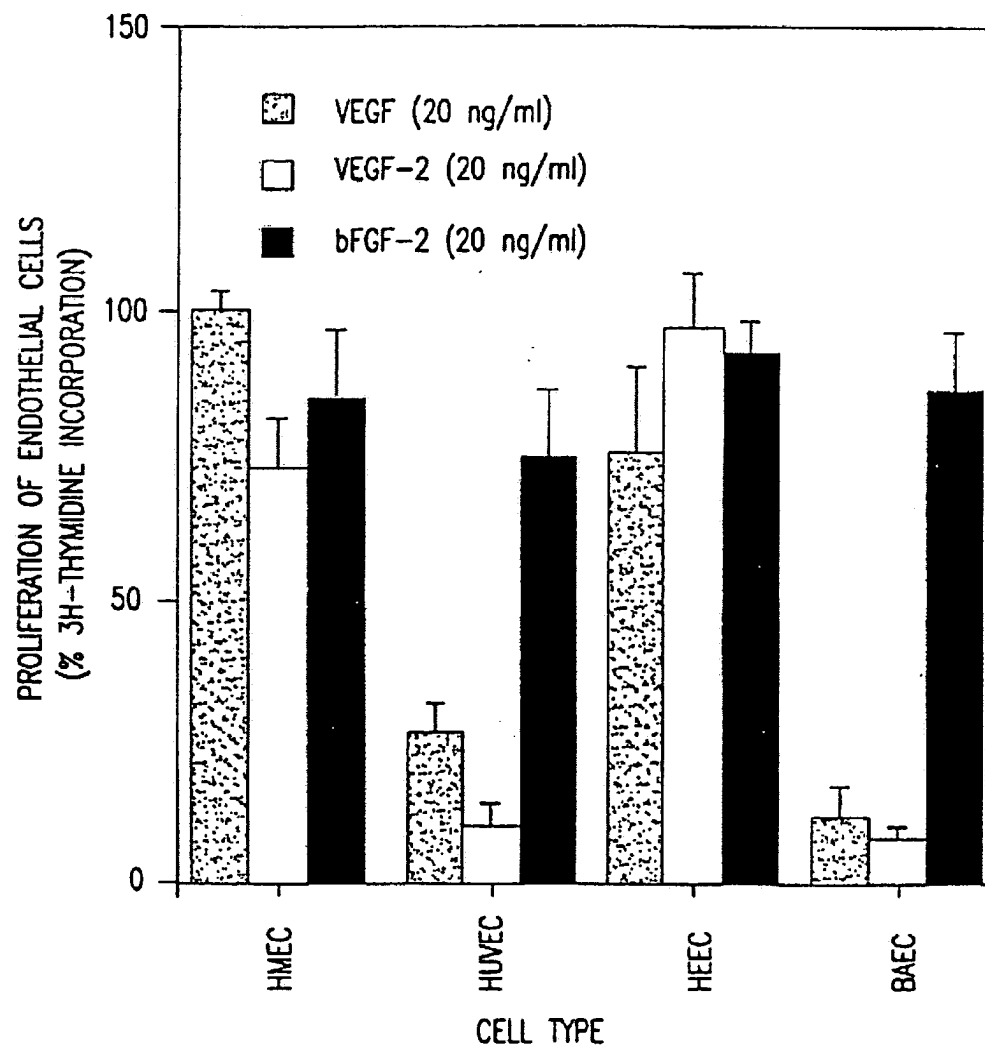 150
VEGF (20 ng/ml)
VEGF-2 (20 ng/ml)
bFGF-2 (20 ng/ml)
PROLIFERATION OF ENDOTHELIAL CELLS
(% 3H-THYMIDINE INCORPORATION)
100
50
0
HMEC
HUVEC
HEEC
BAEC
CELL TYPE